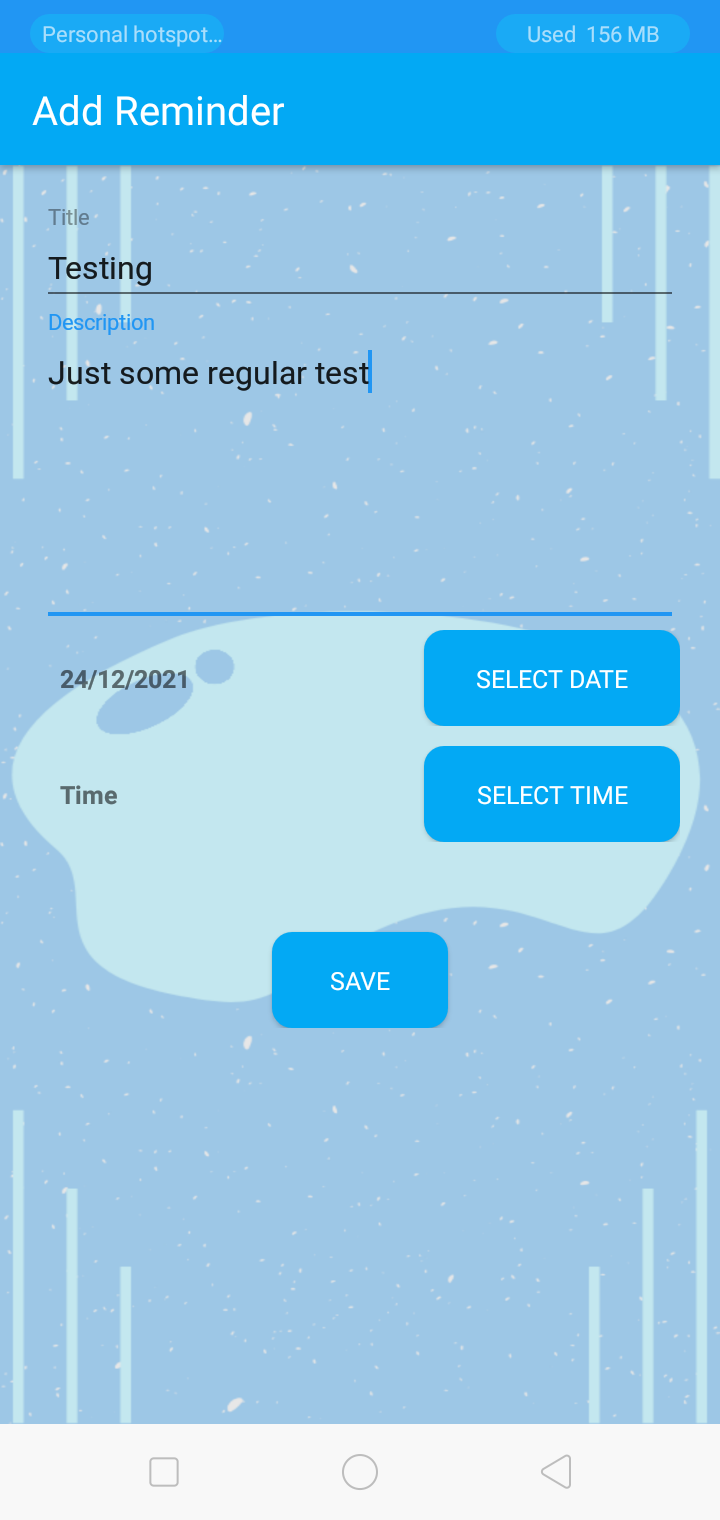 Personal hotspot… Used 156 MB
Add Reminder
Title
Testing
Description
Just some regular test
24/12/2021 SELECT DATE
Time SELECT TIME
SAVE